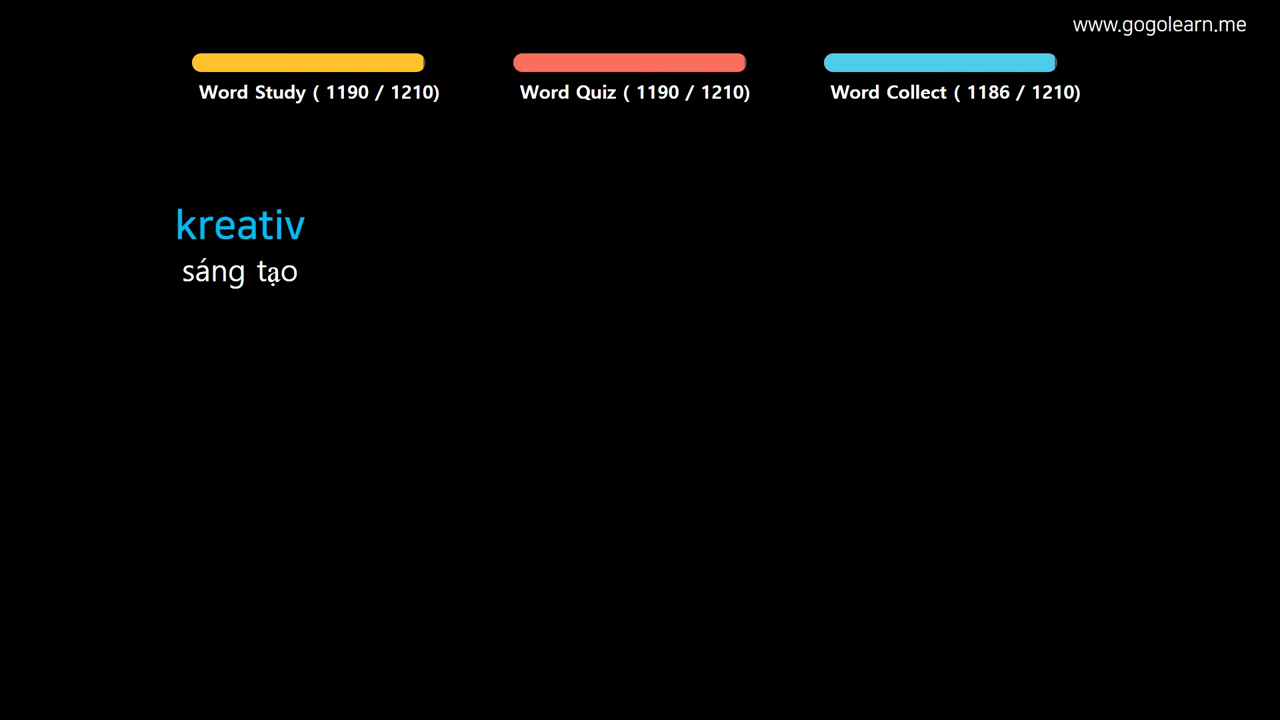 www.gogolearn.me
Word Study ( 1190 / 1210)
Word Quiz ( 1190 / 1210)
Word Collect ( 1186 / 1210)
kreativ
sáng tạo